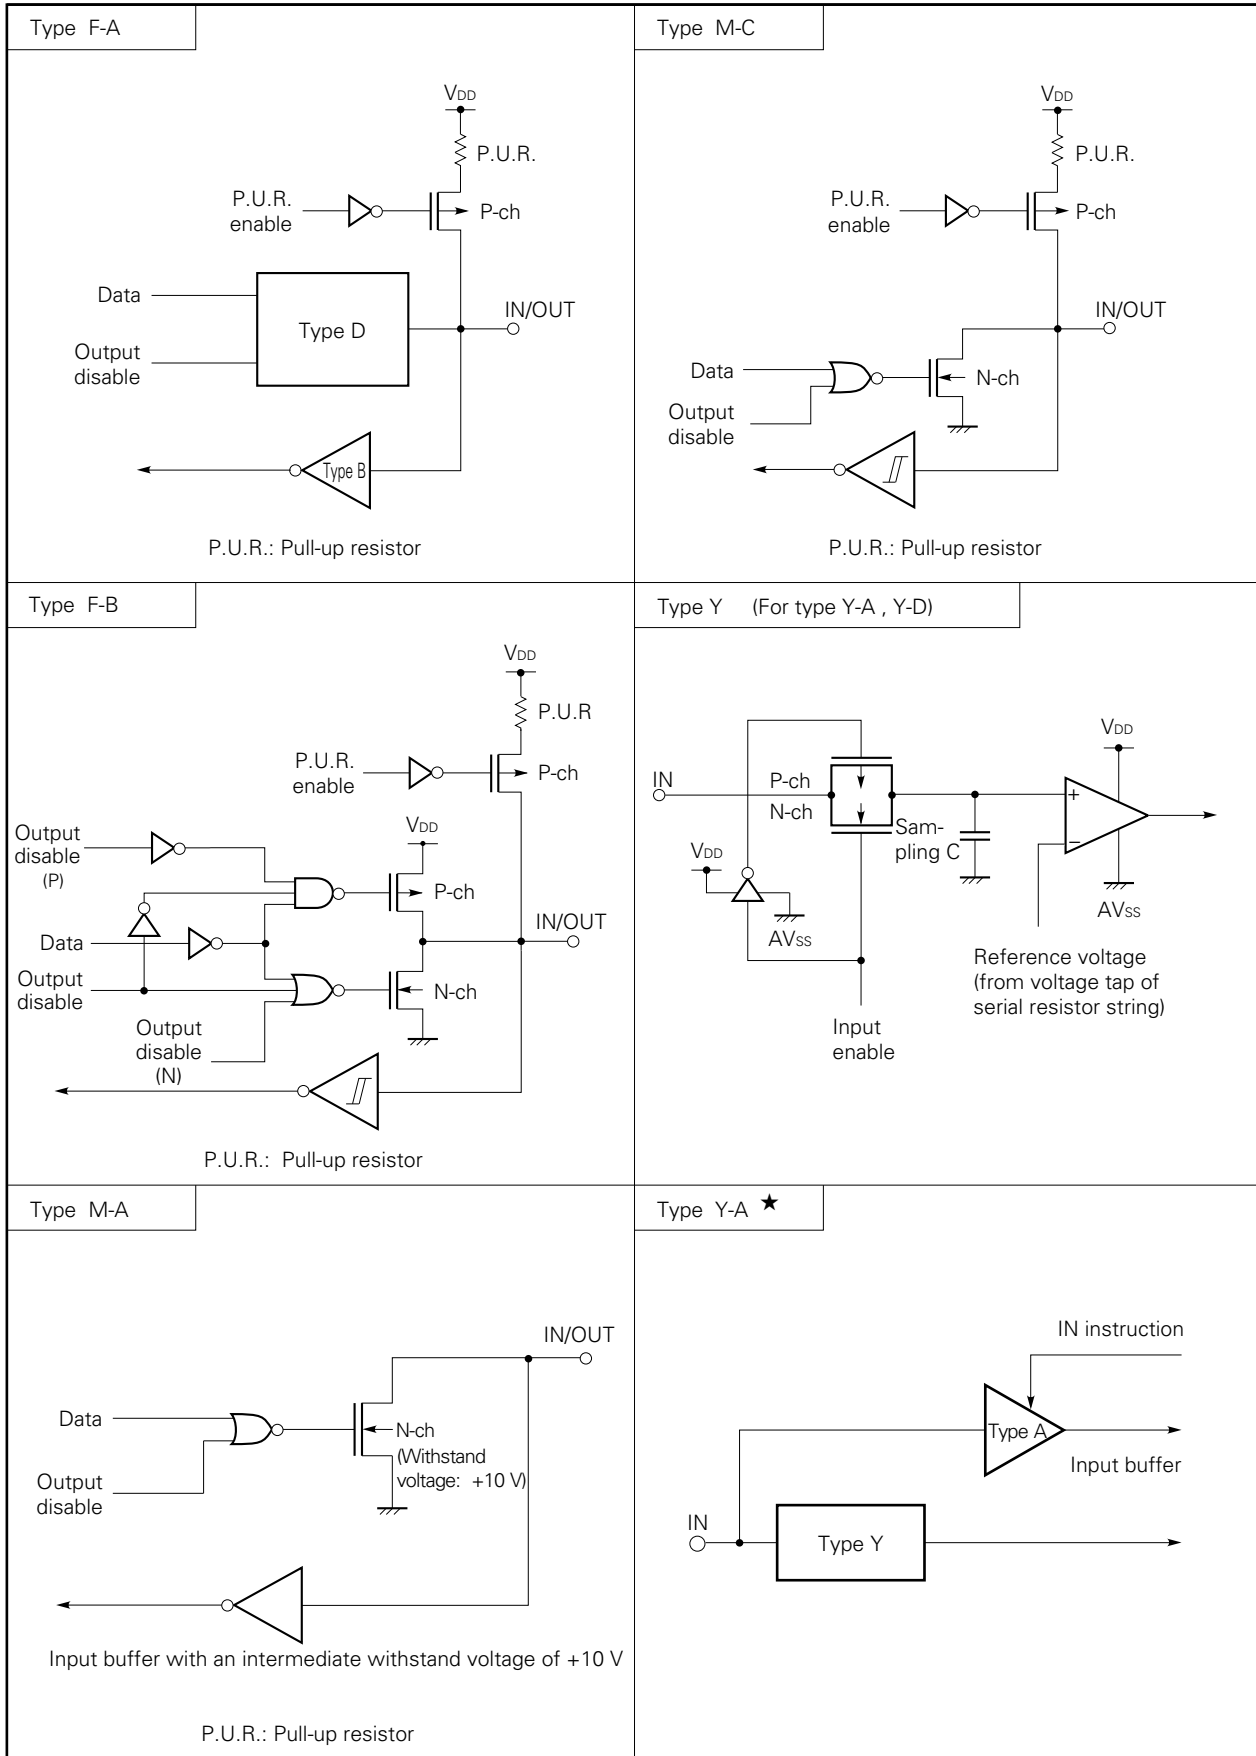 Type F-A
VDD
P.U.R.
P.U.R.
enable
P-ch
Data
Type D
IN/OUT
Output
disable
Type B
P.U.R.: Pull-up resistor
Type M-C
VDD
P.U.R.
P.U.R.
enable
P-ch
IN/OUT
Data
N-ch
Output
disable
P.U.R.: Pull-up resistor
Type F-B
VDD
P.U.R
P.U.R.
enable
P-ch
Output
disable
(P)
VDD
P-ch
IN/OUT
Data
Output
disable
N-ch
Output
disable
(N)
P.U.R.: Pull-up resistor
Type Y (For type Y-A , Y-D)
VDD
IN
P-ch
N-ch
+
Sam-
pling C
−
VDD
AVSS
AVSS
Reference voltage
(from voltage tap of
serial resistor string)
Input
enable
Type M-A
IN/OUT
Data
N-ch
(Withstand
voltage: +10 V)
Output
disable
Input buffer with an intermediate withstand voltage of +10 V
P.U.R.: Pull-up resistor
Type Y-A ★
IN instruction
Type A
Input buffer
IN
Type Y